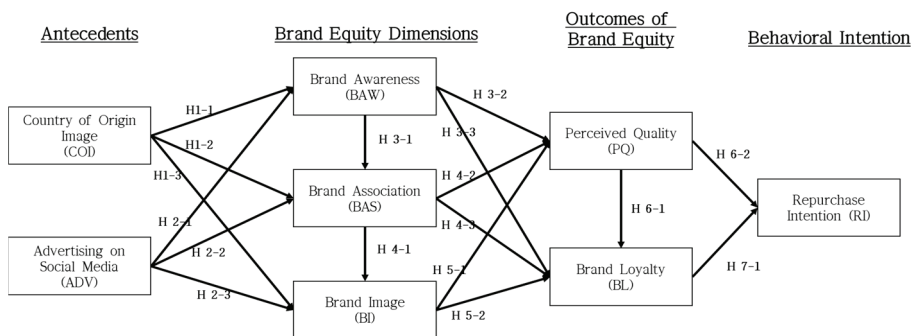 Antecedents
Brand Equity Dimensions
Outcomes of
Brand Equity
Behavioral Intention
Country of Origin
Image
(COI)
Advertising on
Social Media
(ADV)
H1-1
H1-2
H1-3
H 2-1
H 2-2
H 2-3
Brand Awareness
(BAW)
H 3-1
Brand Association
(BAS)
H 4-1
Brand Image
(BI)
H 3-2
H 3-3
H 4-2
H 4-3
H 5-1
H 5-2
Perceived Quality
(PQ)
H 6-1
Brand Loyalty
(BL)
H 6-2
H 7-1
Repurchase
Intention (RI)